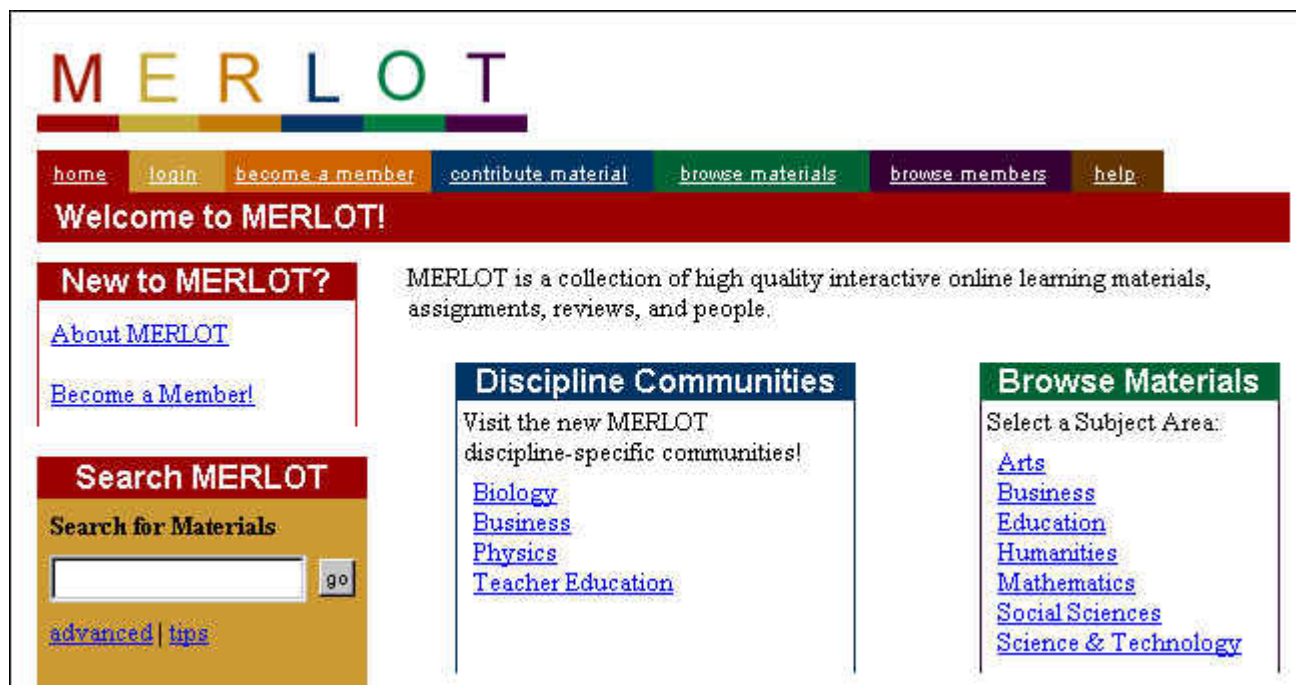 MERLOT
home login become a member contribute material browse materials browse members help
Welcome to MERLOT!
New to MERLOT?
About MERLOT
Become a Member!
Search MERLOT
Search for Materials
go
advanced | tips
MERLOT is a collection of high quality interactive online learning materials,
assignments, reviews, and people.
Discipline Communities
Visit the new MERLOT
discipline-specific communities!
Biology
Business
Physics
Teacher Education
Browse Materials
Select a Subject Area:
Arts
Business
Education
Humanities
Mathematics
Social Sciences
Science & Technology